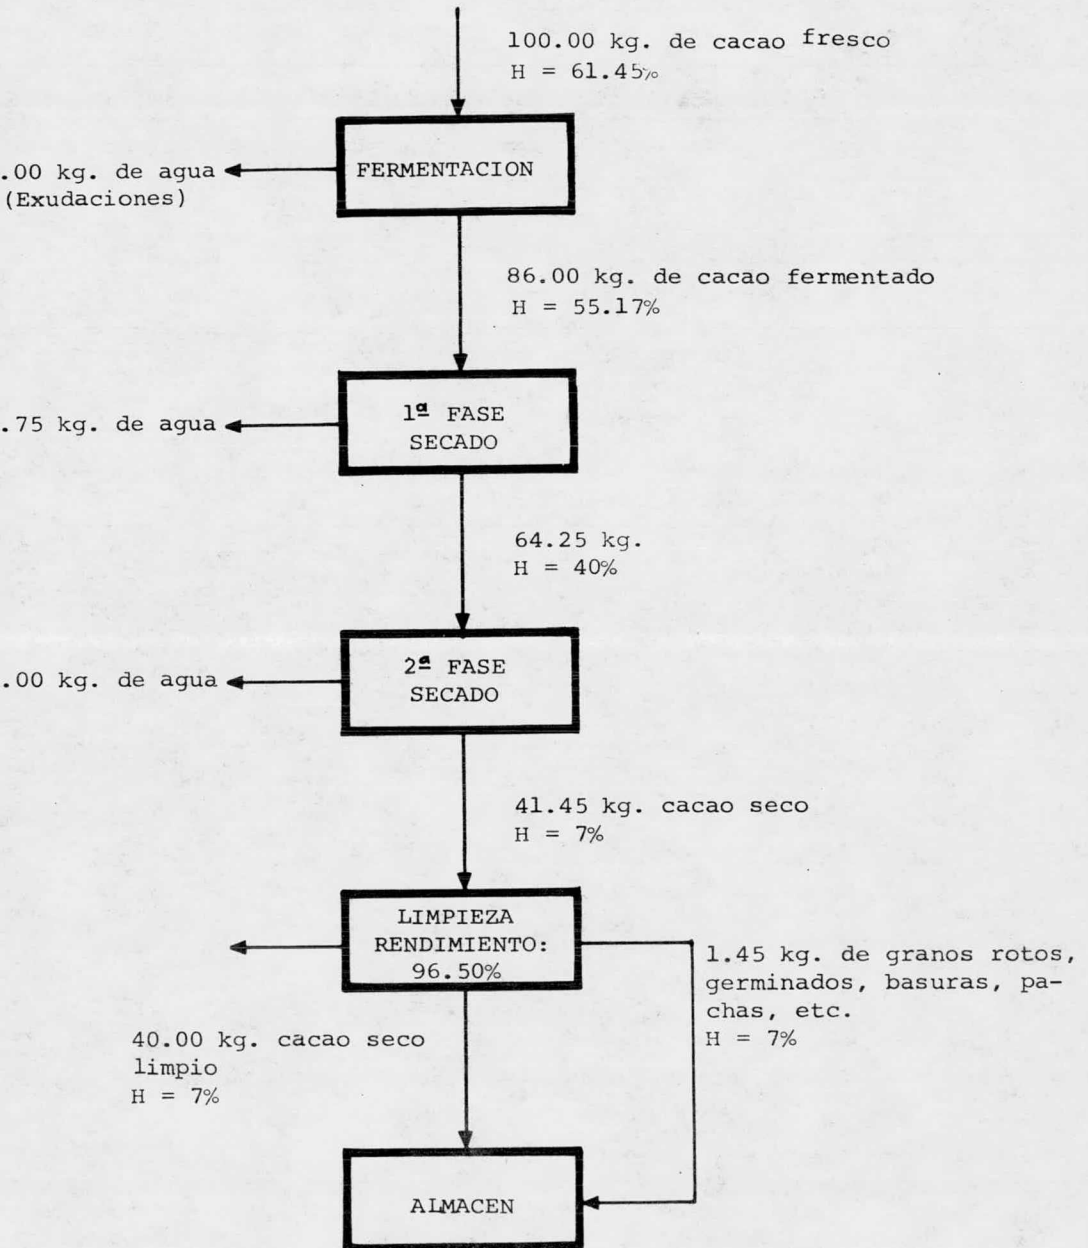 100.00 kg. de cacao fresco
H = 61.45%
.00 kg. de agua
(Exudaciones)
FERMENTACION
86.00 kg. de cacao fermentado
H = 55.17%
.75 kg. de agua
1ª FASE
SECADO
64.25 kg.
H = 40%
.00 kg. de agua
2ª FASE
SECADO
41.45 kg. cacao seco
H = 7%
LIMPIEZA
RENDIMIENTO:
96.50%
1.45 kg. de granos rotos,
germinados, basuras, pa-
chas, etc.
H = 7%
40.00 kg. cacao seco
limpio
H = 7%
ALMACEN